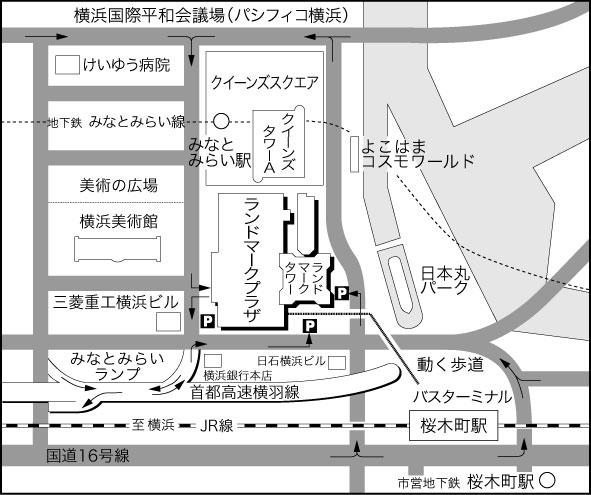 横浜国際平和会議場(パシフィコ横浜)
けいゆう病院
クイーンズスクエア
地下鉄 みなとみらい線
みなと
みらい駅
クイーンズ
タワーA
よこはま
コスモワールド
美術の広場
横浜美術館
ランドマークプラザ
ランド
マーク
タワー
日本丸
パーク
三菱重工横浜ビル
P
P
P
みなとみらい
ランプ
日石横浜ビル
横浜銀行本店
動く歩道
首都高速横羽線
バスターミナル
至 横浜 JR線
桜木町駅
国道16号線
市営地下鉄 桜木町駅